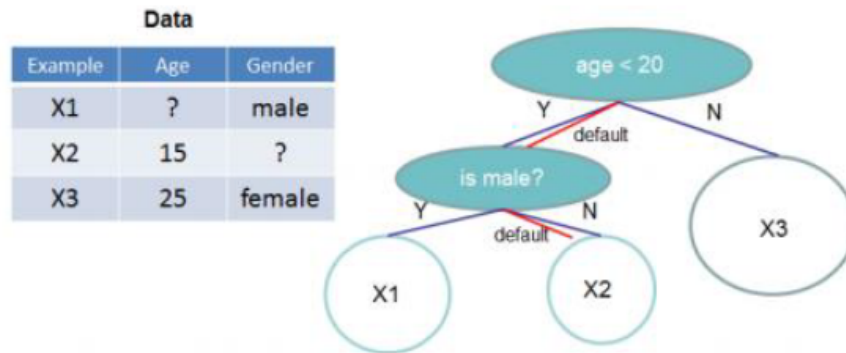 Data
Example Age Gender
X1 ? male
X2 15 ?
X3 25 female
age < 20
Y N
default
is male?
Y N
default
X1 X2 X3